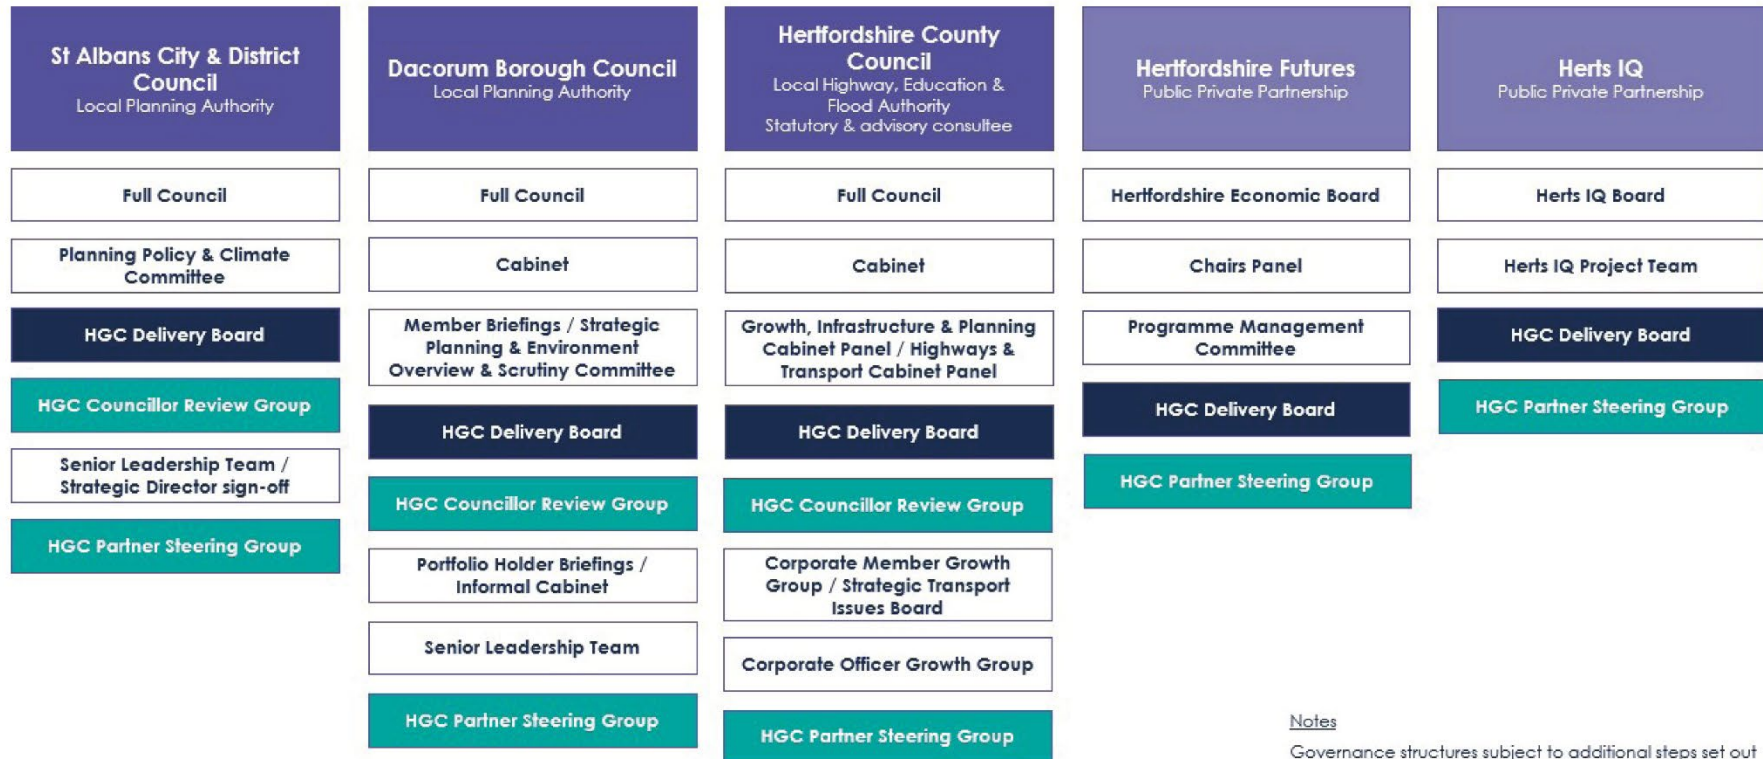 St Albans City & District
Council
Local Planning Authority
Full Council
Planning Policy & Climate
Committee
HGC Delivery Board
HGC Councillor Review Group
Senior Leadership Team /
Strategic Director sign-off
HGC Partner Steering Group
Dacorum Borough Council
Local Planning Authority
Full Council
Cabinet
Member Briefings / Strategic
Planning & Environment
Overview & Scrutiny Committee
HGC Delivery Board
HGC Councillor Review Group
Portfolio Holder Briefings /
Informal Cabinet
Senior Leadership Team
HGC Partner Steering Group
Hertfordshire County
Council
Local Highway, Education &
Flood Authority
Statutory & advisory consultee
Full Council
Cabinet
Growth, Infrastructure & Planning
Cabinet Panel / Highways &
Transport Cabinet Panel
HGC Delivery Board
HGC Councillor Review Group
Corporate Member Growth
Group / Strategic Transport
Issues Board
Corporate Officer Growth Group
HGC Partner Steering Group
Hertfordshire Futures
Public Private Partnership
Hertfordshire Economic Board
Chairs Panel
Programme Management
Committee
HGC Delivery Board
HGC Partner Steering Group
Herts IQ
Public Private Partnership
Herts IQ Board
Herts IQ Project Team
HGC Delivery Board
HGC Partner Steering Group
Notes
Governance structures subject to additional steps set out